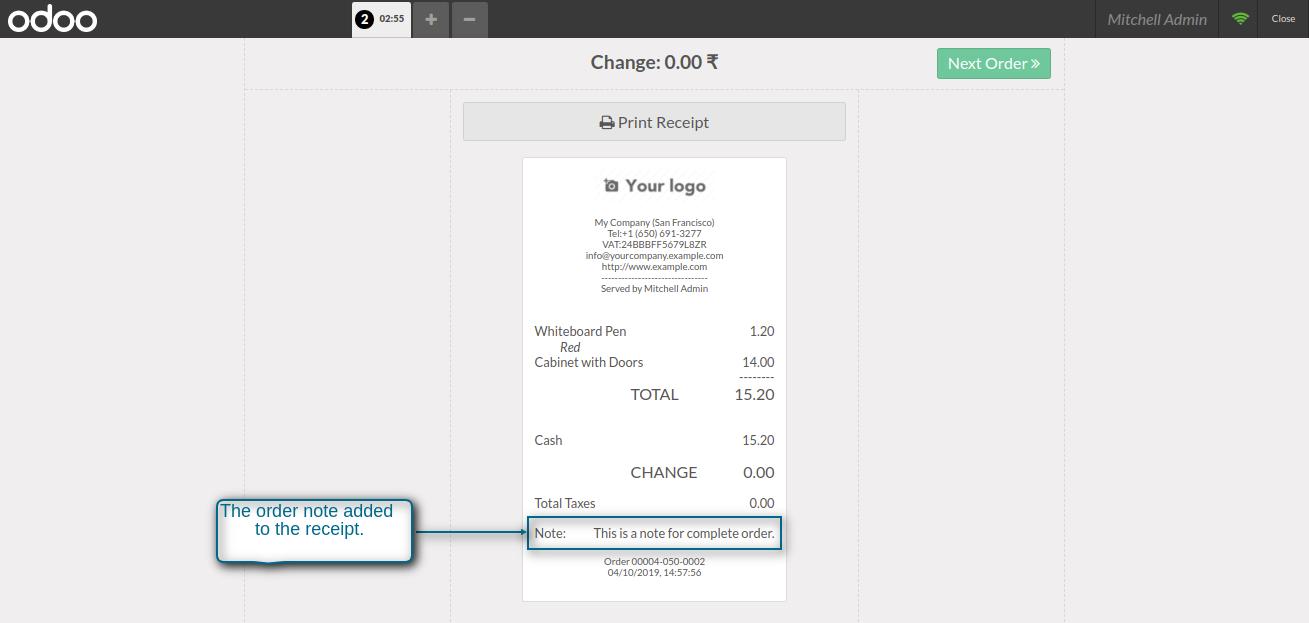 odoo
2 02:55 + −
Mitchell Admin
Close
Change: 0.00 ₹
Next Order »
Print Receipt
Your logo
My Company (San Francisco)
Tel:+1 (650) 691-3277
VAT:24BBBFF5679L8ZR
info@yourcompany.example.com
http://www.example.com
--------------------------------
Served by Mitchell Admin
Whiteboard Pen 1.20
Red
Cabinet with Doors 14.00
--------
TOTAL 15.20
Cash 15.20
CHANGE 0.00
Total Taxes 0.00
The order note added
to the receipt.
Note: This is a note for complete order.
Order 00004-050-0002
04/10/2019, 14:57:56